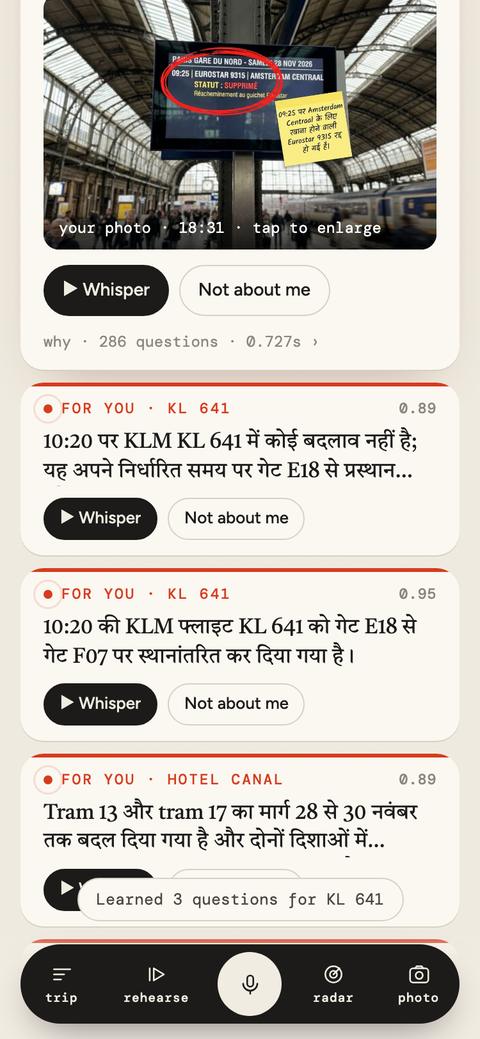 PARIS GARE DU NORD - SAMEDI 28 NOV 2026
09:25 | EUROSTAR 9315 | AMSTERDAM CENTRAAL
STATUT : SUPPRIMÉ
Réacheminement au guichet Eurostar
09:25 पर Amsterdam
Centraal के लिए
रवाना होने वाली
Eurostar 9315 रद्द
हो गई है।
your photo · 18:31 · tap to enlarge
Whisper
Not about me
why · 286 questions · 0.727s ›
FOR YOU · KL 641
0.89
10:20 पर KLM KL 641 में कोई बदलाव नहीं है;
यह अपने निर्धारित समय पर गेट E18 से प्रस्थान...
Whisper
Not about me
FOR YOU · KL 641
0.95
10:20 की KLM फ्लाइट KL 641 को गेट E18 से
गेट F07 पर स्थानांतरित कर दिया गया है।
Whisper
Not about me
FOR YOU · HOTEL CANAL
0.89
Tram 13 और tram 17 का मार्ग 28 से 30 नवंबर
तक बदल दिया गया है और दोनों दिशाओं में...
Learned 3 questions for KL 641
trip
rehearse
radar
photo